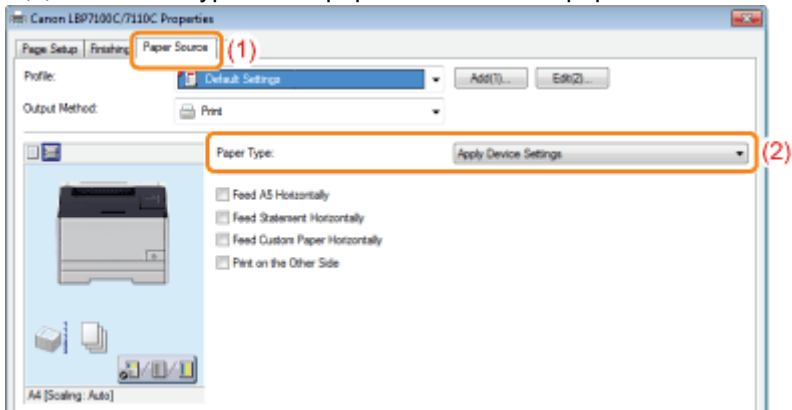 Canon LBP7100C/7110C Properties
Page Setup Finishing Paper Source (1)
Profile: Default Settings Add(1)... Edit(2)...
Output Method: Print
Paper Type: Apply Device Settings (2)
Feed A5 Horizontally
Feed Statement Horizontally
Feed Custom Paper Horizontally
Print on the Other Side
A4 [Scaling: Auto]